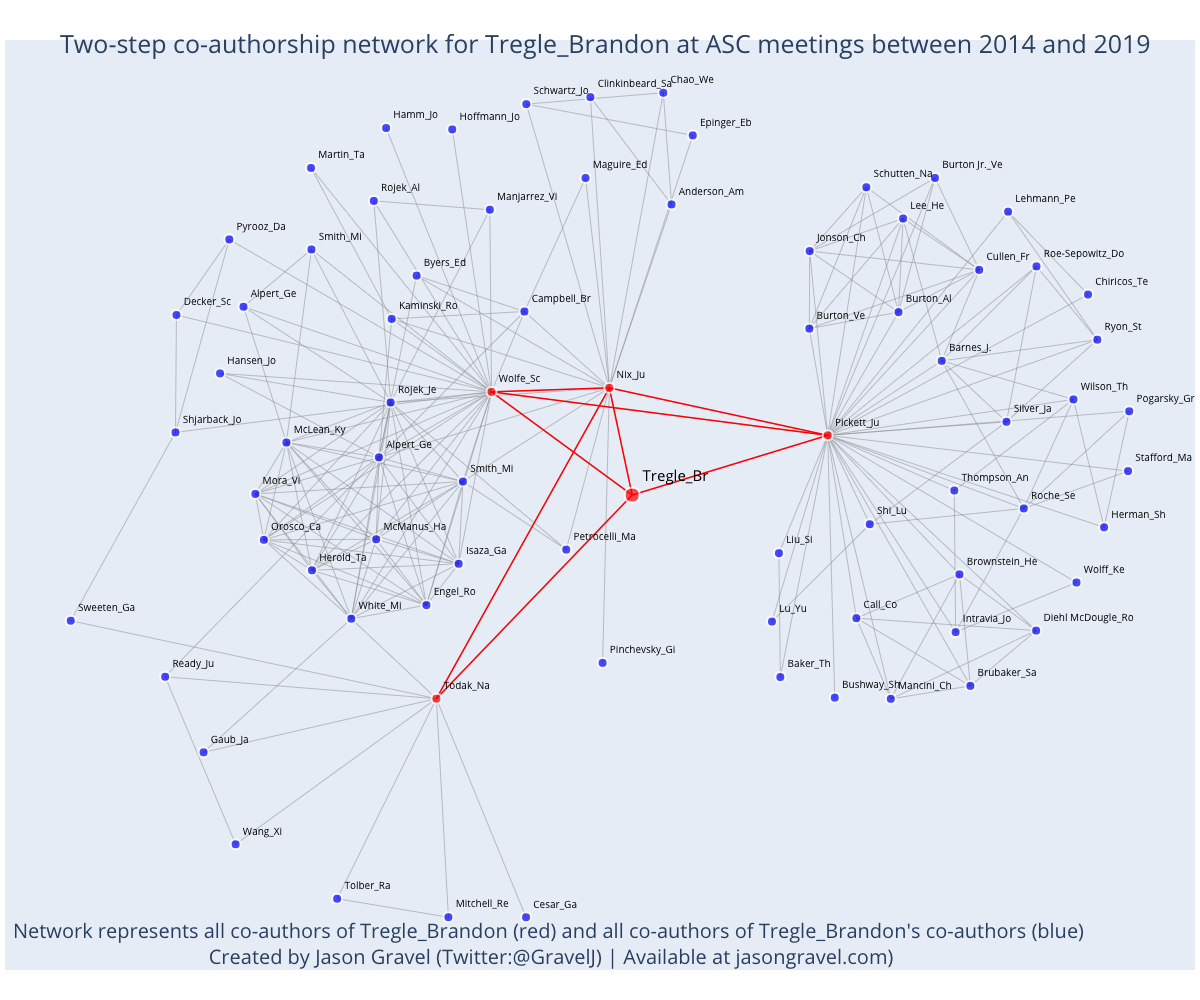 Two-step co-authorship network for Tregle_Brandon at ASC meetings between 2014 and 2019
Schwartz_Jo
Clinkinbeard_Sa
Chao_We
Hamm_Jo
Hoffmann_Jo
Epinger_Eb
Martin_Ta
Maguire_Ed
Schutten_Na
Burton Jr._Ve
Rojek_Al
Manjarrez_Vi
Anderson_Am
Lee_He
Lehmann_Pe
Pyrooz_Da
Smith_Mi
Jonson_Ch
Byers_Ed
Cullen_Fr
Roe-Sepowitz_Do
Chiricos_Te
Decker_Sc
Alpert_Ge
Kaminski_Ro
Campbell_Br
Burton_Al
Burton_Ve
Ryon_St
Barnes_J.
Hansen_Jo
Wolfe_Sc
Nix_Ju
Rojek_Je
Wilson_Th
Pogarsky_Gr
Shjarback_Jo
McLean_Ky
Pickett_Ju
Silver_Ja
Alpert_Ge
Smith_Mi
Tregle_Br
Stafford_Ma
Mora_Vi
Thompson_An
Roche_Se
Orosco_Ca
McManus_Ha
Shi_Lu
Herman_Sh
Herold_Ta
Isaza_Ga
Petrocelli_Ma
Liu_Si
Brownstein_He
Wolff_Ke
White_Mi
Engel_Ro
Sweeten_Ga
Lu_Yu
Call_Co
Intravia_Jo
Diehl McDougle_Ro
Ready_Ju
Pinchevsky_Gi
Baker_Th
Todak_Na
Bushway_Sh
Mancini_Ch
Brubaker_Sa
Gaub_Ja
Wang_Xi
Tolber_Ra
Mitchell_Re
Cesar_Ga
Network represents all co-authors of Tregle_Brandon (red) and all co-authors of Tregle_Brandon's co-authors (blue)
Created by Jason Gravel (Twitter:@GravelJ) | Available at jasongravel.com)